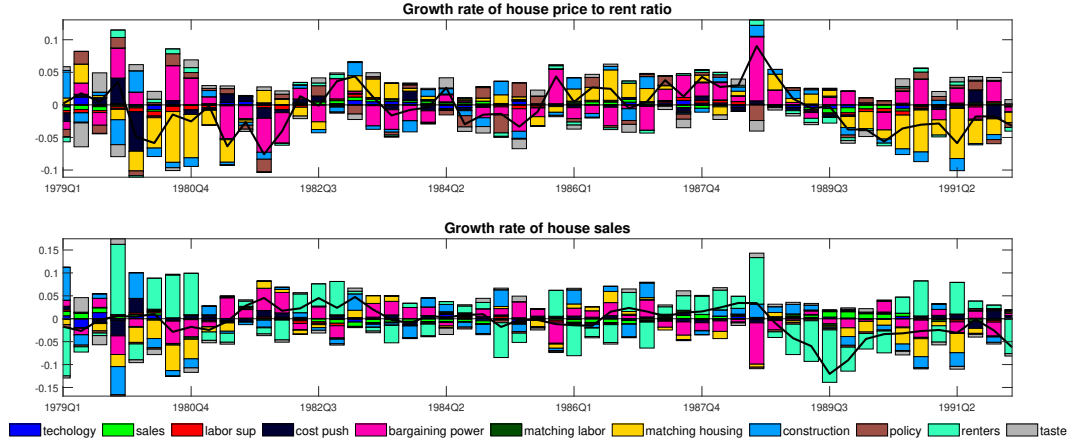 Growth rate of house price to rent ratio
0.1
0.05
0
-0.05
-0.1
1979Q1 1980Q4 1982Q3 1984Q2 1986Q1 1987Q4 1989Q3 1991Q2
Growth rate of house sales
0.15
0.1
0.05
0
-0.05
-0.1
-0.15
1979Q1 1980Q4 1982Q3 1984Q2 1986Q1 1987Q4 1989Q3 1991Q2
techology sales labor sup cost push bargaining power matching labor matching housing construction policy renters taste